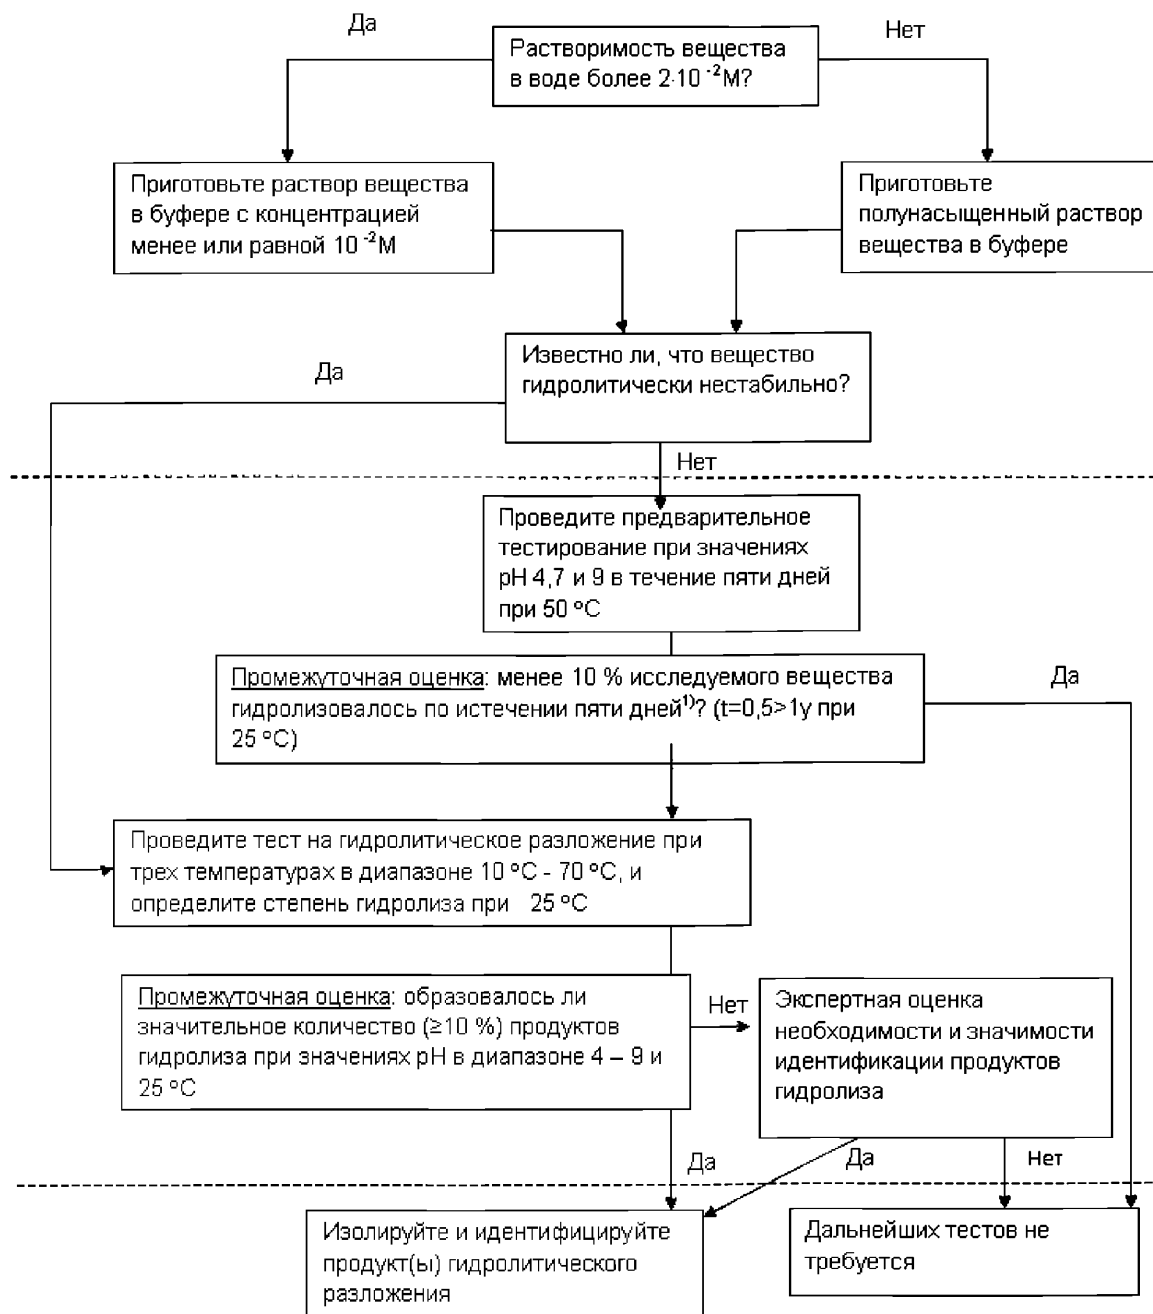 Да
Нет
Растворимость вещества
в воде более 2·10 ⁻²М?
Приготовьте раствор вещества
в буфере с концентрацией
менее или равной 10 ⁻²М
Приготовьте
полунасыщенный раствор
вещества в буфере
Известно ли, что вещество
гидролитически нестабильно?
Да
Нет
Проведите предварительное
тестирование при значениях
рН 4,7 и 9 в течение пяти дней
при 50 °С
Промежуточная оценка: менее 10 % исследуемого вещества
гидролизовалось по истечении пяти дней¹⁾? (t=0,5>1y при
25 °С)
Да
Проведите тест на гидролитическое разложение при
трех температурах в диапазоне 10 °С - 70 °С, и
определите степень гидролиза при 25 °С
Промежуточная оценка: образовалось ли
значительное количество (≥10 %) продуктов
гидролиза при значениях рН в диапазоне 4 – 9 и
25 °С
Нет
Экспертная оценка
необходимости и значимости
идентификации продуктов
гидролиза
Да
Да
Нет
Изолируйте и идентифицируйте
продукт(ы) гидролитического
разложения
Дальнейших тестов не
требуется